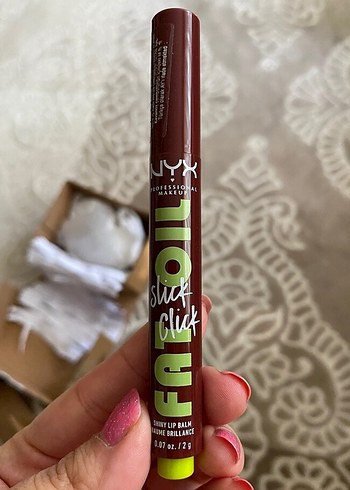 NYX
PROFESSIONAL
MAKEUP
FAT OIL
slick
click
SHINY LIP BALM
BAUME BRILLANCE
0.07 oz. / 2 g